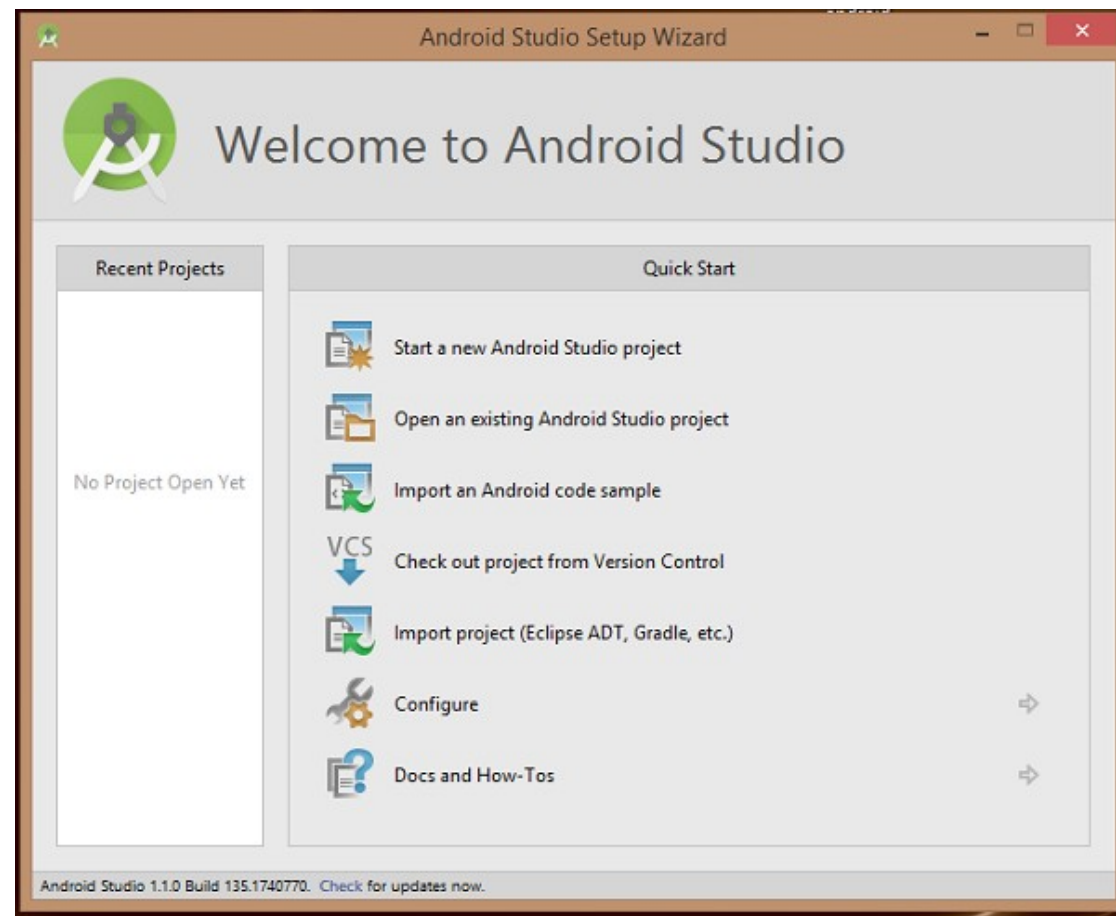 Android Studio Setup Wizard
Welcome to Android Studio
Recent Projects
No Project Open Yet
Quick Start
Start a new Android Studio project
Open an existing Android Studio project
Import an Android code sample
VCS
Check out project from Version Control
Import project (Eclipse ADT, Gradle, etc.)
Configure
Docs and How-Tos
Android Studio 1.1.0 Build 135.1740770. Check for updates now.